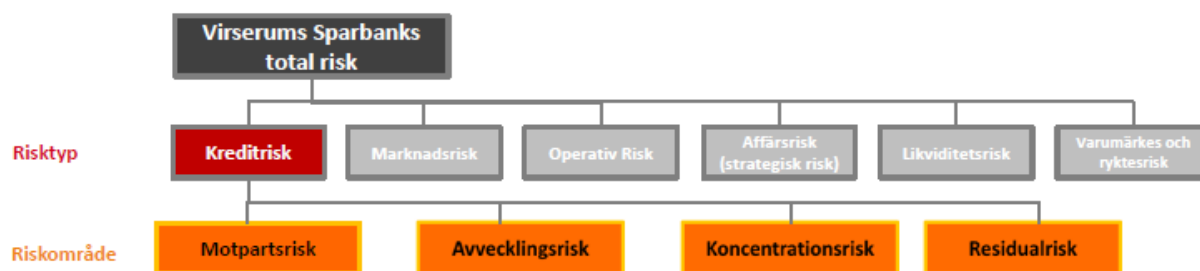 Virserums Sparbanks
total risk
Risktyp
Kreditrisk
Marknadsrisk
Operativ Risk
Affärsrisk
(strategisk risk)
Likviditetsrisk
Varumärkes och
ryktesrisk
Riskområde
Motpartsrisk
Avvecklingsrisk
Koncentrationsrisk
Residualrisk